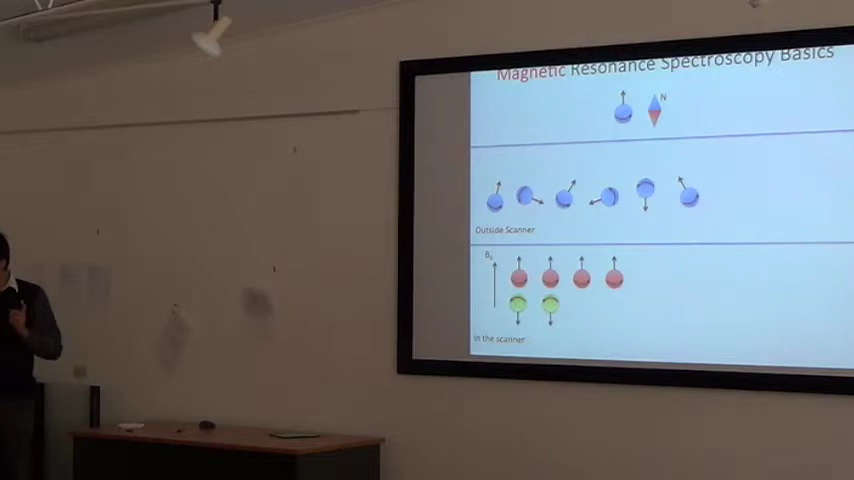 Magnetic Resonance Spectroscopy Basics
N
Outside Scanner
B₀
In the scanner